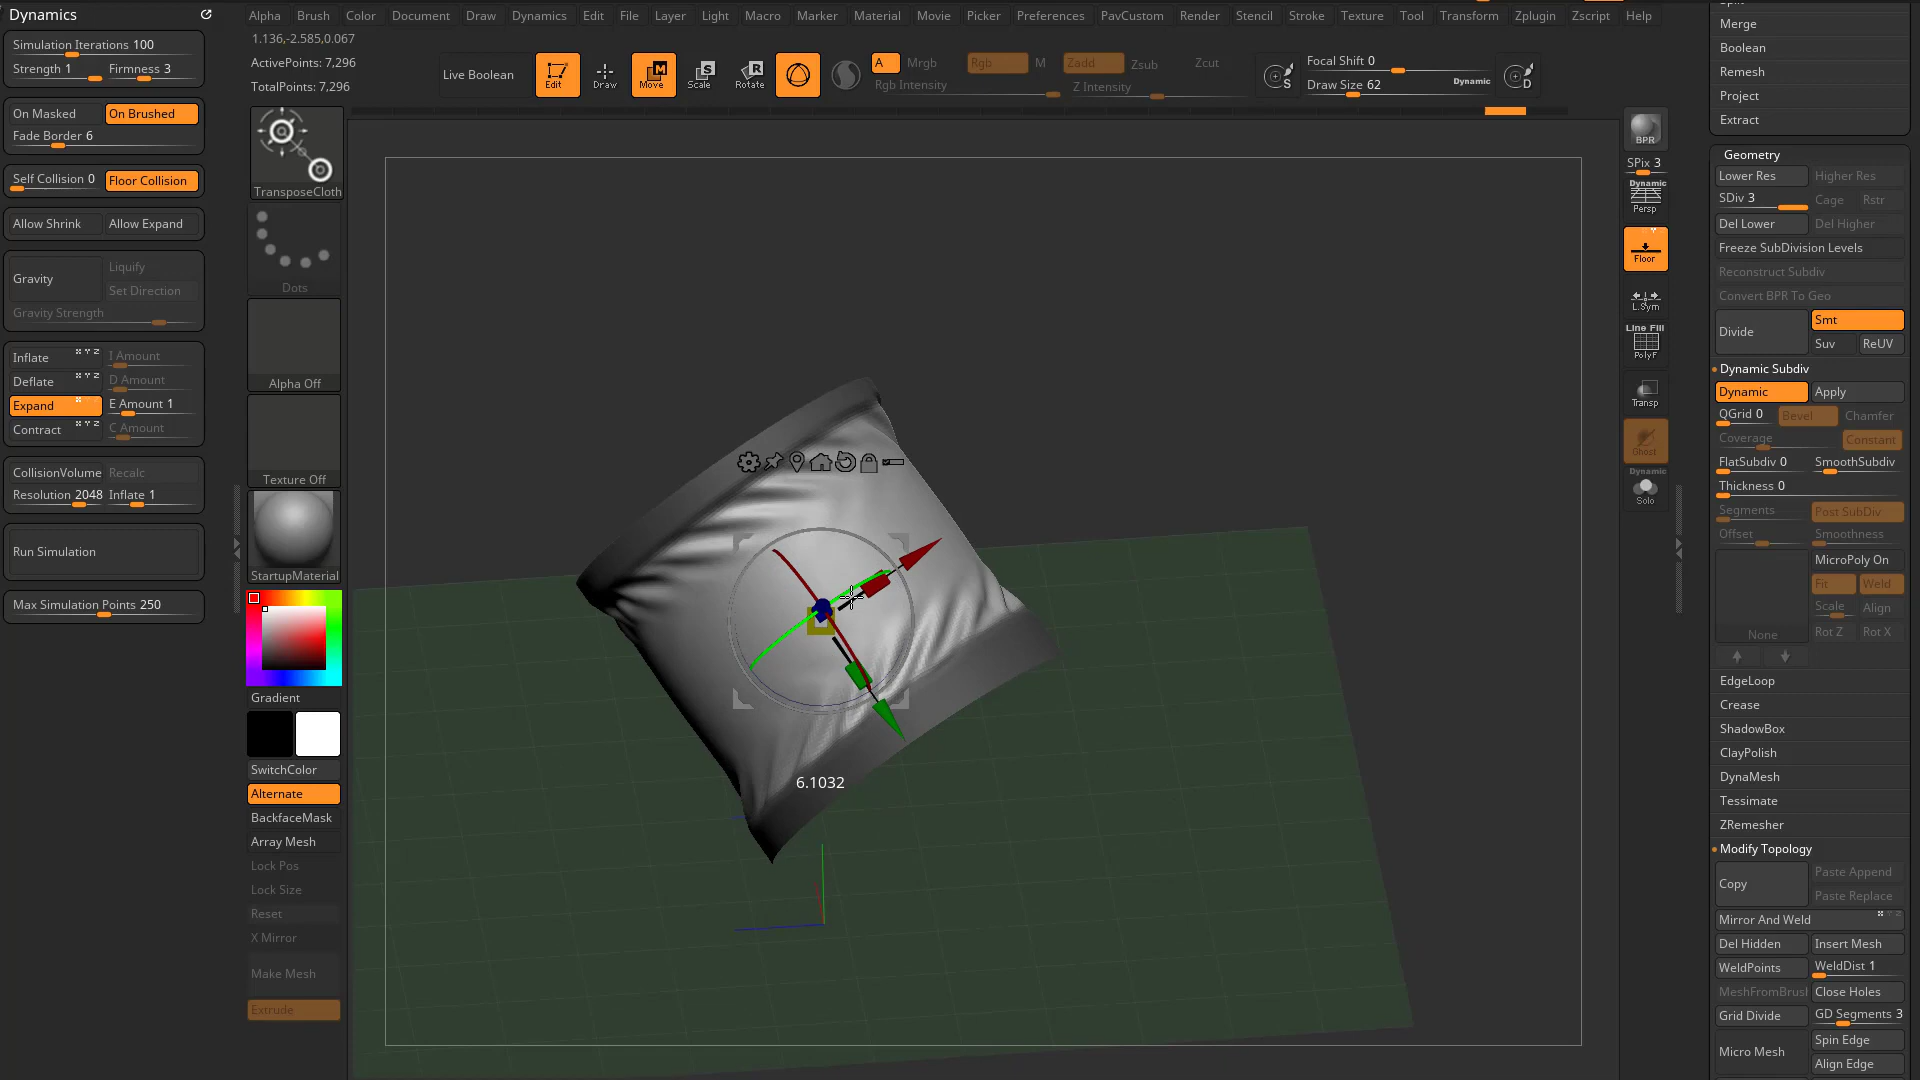 Dynamics
Alpha Brush Color Document Draw Dynamics Edit File Layer Light Macro Marker Material Movie Picker Preferences PavCustom Render Stencil Stroke Texture Tool Transform Zplugin Zscript Help
1.136,-2.585,0.067
ActivePoints: 7,296
TotalPoints: 7,296
Live Boolean
Edit
Draw
Move
Scale
Rotate
A Mrgb
Rgb Intensity
Rgb M Zadd Zsub Zcut
Z Intensity
S
Focal Shift 0
Draw Size 62 Dynamic
D
Simulation Iterations 100
Strength 1 Firmness 3
On Masked On Brushed
Fade Border 6
Self Collision 0 Floor Collision
Allow Shrink Allow Expand
Gravity Liquify
Set Direction
Gravity Strength
Inflate x y z I Amount
Deflate x y z D Amount
Expand E Amount 1
Contract x y z C Amount
CollisionVolume Recalc
Resolution 2048 Inflate 1
Run Simulation
Max Simulation Points 250
TransposeCloth
Dots
Alpha Off
Texture Off
StartupMaterial
Gradient
SwitchColor
Alternate
BackfaceMask
Array Mesh
Lock Pos
Lock Size
Reset
X Mirror
Make Mesh
Extrude
6.1032
BPR
SPix 3
Dynamic
Persp
Floor
L.Sym
Line Fill
PolyF
Transp
Ghost
Dynamic
Solo
Merge
Boolean
Remesh
Project
Extract
Geometry
Lower Res Higher Res
SDiv 3 Cage Rstr
Del Lower Del Higher
Freeze SubDivision Levels
Reconstruct Subdiv
Convert BPR To Geo
Divide Smt
Suv ReUV
Dynamic Subdiv
Dynamic Apply
QGrid 0 Bevel Chamfer
Coverage Constant
FlatSubdiv 0 SmoothSubdiv
Thickness 0
Segments Post SubDiv
Offset Smoothness
MicroPoly On
Fit Weld
Scale Align
None Rot Z Rot X
EdgeLoop
Crease
ShadowBox
ClayPolish
DynaMesh
Tessimate
ZRemesher
Modify Topology
Copy Paste Append
Paste Replace
Mirror And Weld
Del Hidden Insert Mesh
WeldPoints WeldDist 1
MeshFromBrus Close Holes
Grid Divide GD Segments 3
Micro Mesh Spin Edge
Align Edge